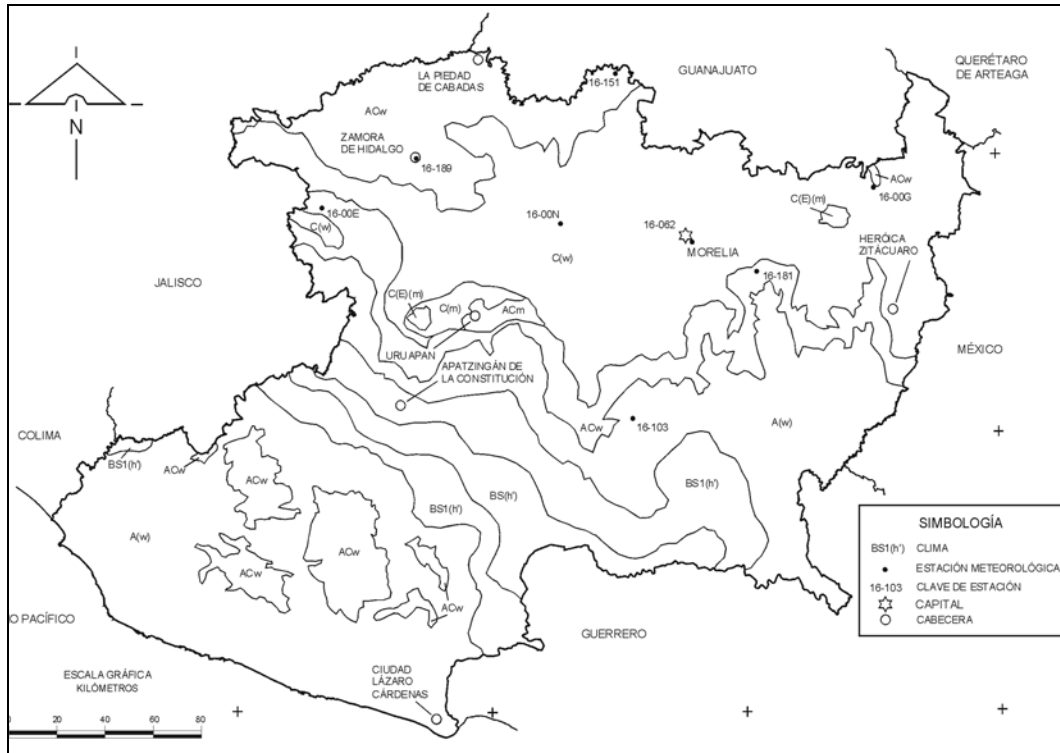 GUANAJUATO
QUERÉTARO
DE ARTEAGA
LA PIEDAD
DE CABADAS
16-151
ACw
N
ZAMORA
DE HIDALGO
16-189
ACw
16-00G
C(E)(m)
16-00E
C(w)
16-00N
16-062
MORELIA
C(w)
HERÓICA
ZITÁCUARO
JALISCO
16-181
C(E)(m)
C(m)
ACm
URUAPAN
MÉXICO
APATZINGÁN DE
LA CONSTITUCIÓN
ACw
16-103
A(w)
COLIMA
BS1(h')
ACw
ACw
BS1(h')
BS(h')
BS1(h')
A(w)
ACw
ACw
ACw
O PACÍFICO
GUERRERO
CIUDAD
LÁZARO
CÁRDENAS
ESCALA GRÁFICA
KILÓMETROS
0 20 40 60 80
SIMBOLOGÍA
BS1(h') CLIMA
ESTACIÓN METEOROLÓGICA
16-103 CLAVE DE ESTACIÓN
CAPITAL
CABECERA